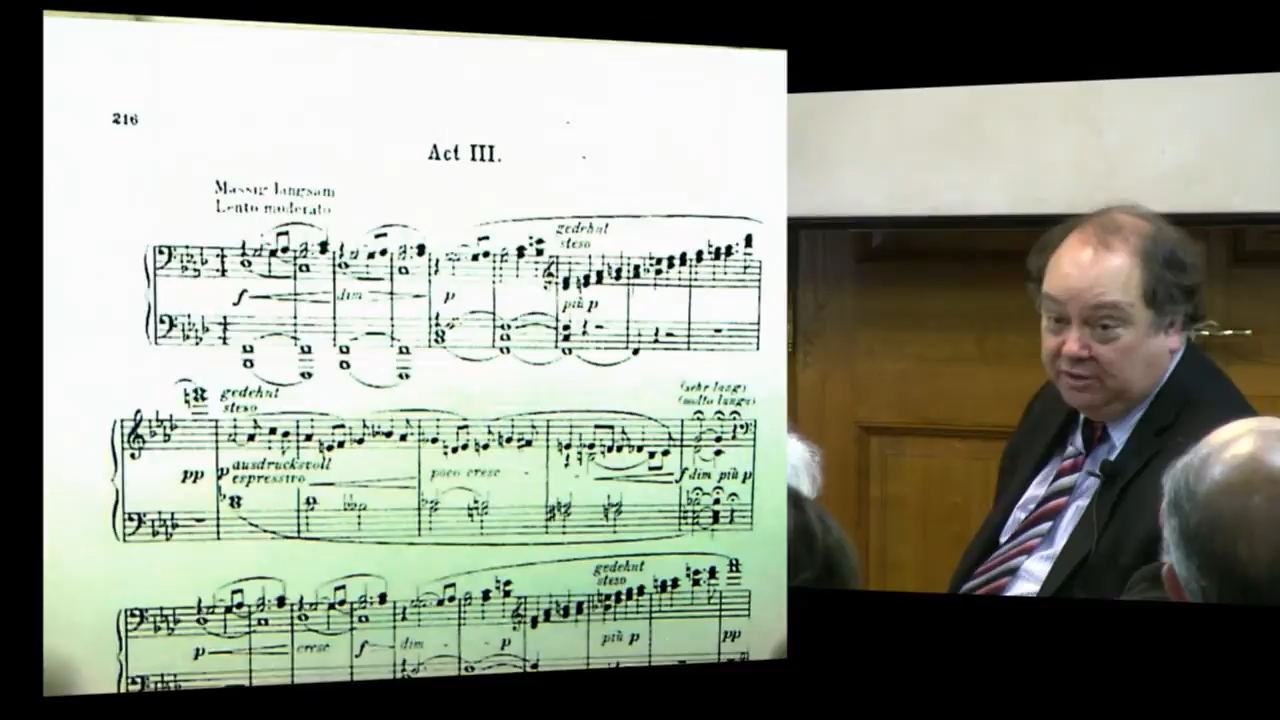 216
Act III.
Mässig langsam
Lento moderato
gedehnt
steso
f
dim
p
più p
gedehnt
steso
(sehr lang)
(molto lunga)
pp
p ausdrucksvoll
espressivo
poco cresc
f dim più p
gedehnt
steso
p
cresc
f
dim
p
più p
pp